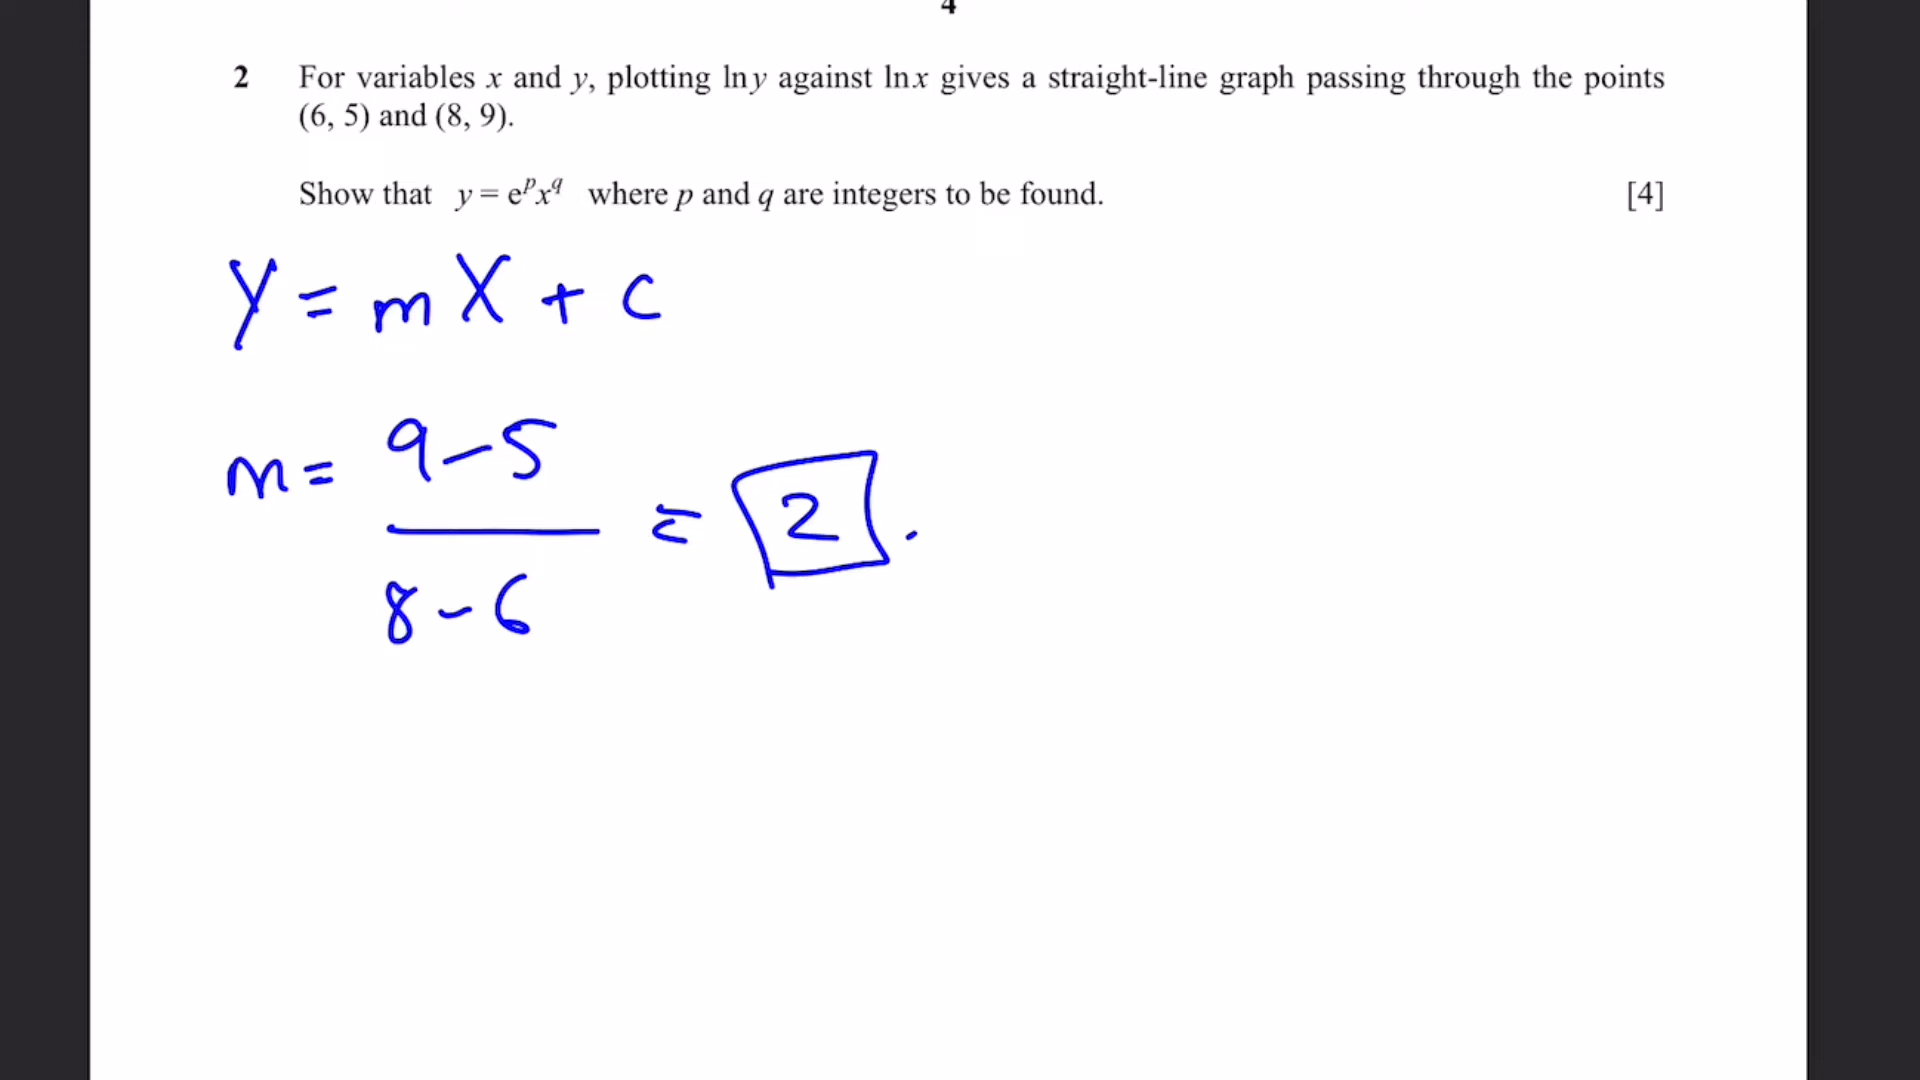 4
2 For variables x and y, plotting ln y against ln x gives a straight-line graph passing through the points
(6, 5) and (8, 9).
Show that y = e^p x^q where p and q are integers to be found. [4]
Y = m X + c
m = 9 - 5
= 2 .
8 - 6